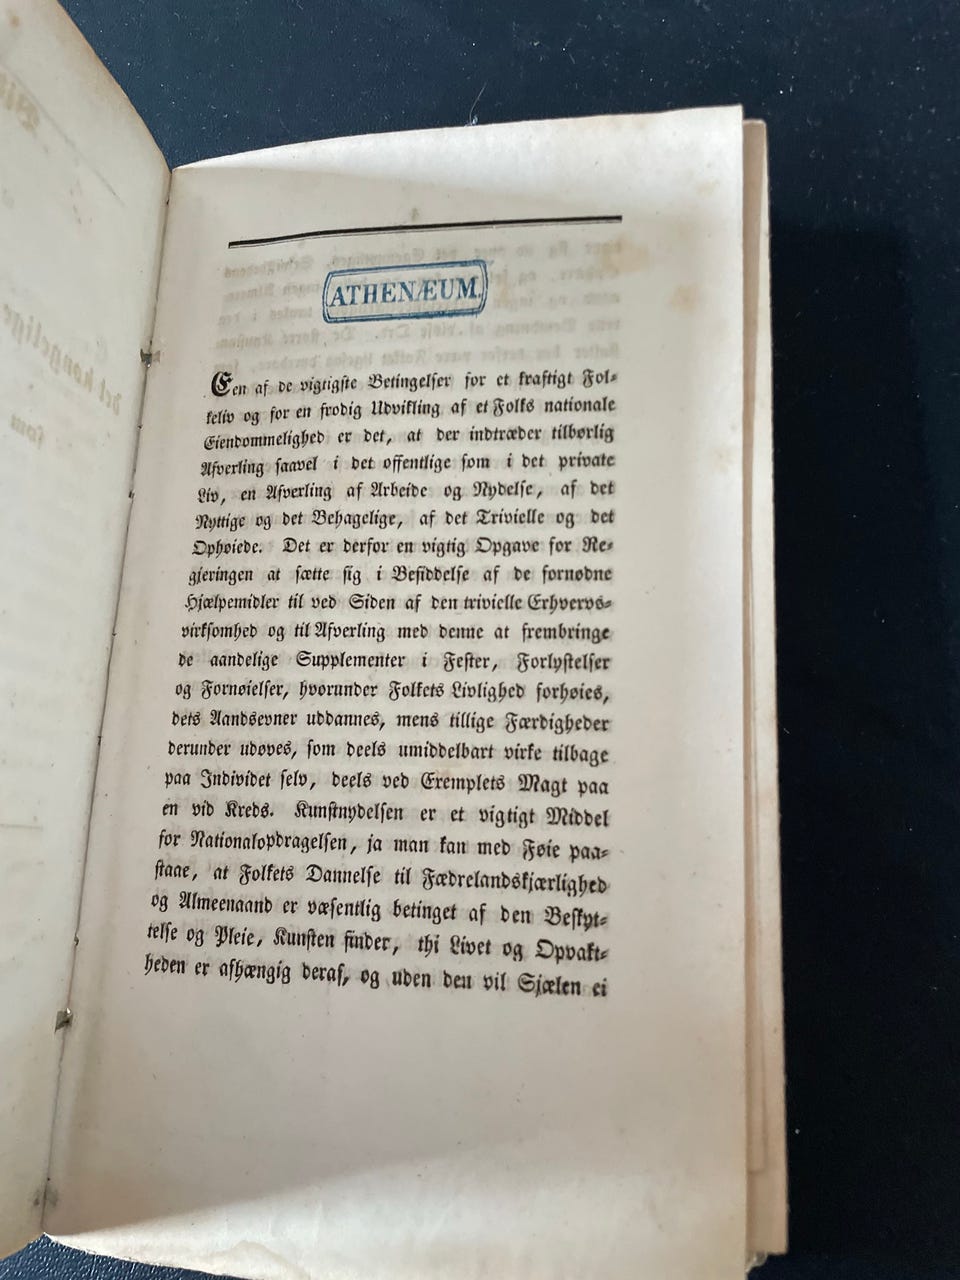 det kongelige
som
ATHENÆUM.
Een af de vigtigste Betingelser for et kraftigt Fol-
keliv og for en frodig Udvikling af et Folks nationale
Eiendommelighed er det, at der indtræder tilbørlig
Afvexling saavel i det offentlige som i det private
Liv, en Afvexling af Arbeide og Nydelse, af det
Nyttige og det Behagelige, af det Trivielle og det
Ophøiede. Det er derfor en vigtig Opgave for Re-
gjeringen at sætte sig i Besiddelse af de fornødne
Hjælpemidler til ved Siden af den trivielle Erhvervs-
virksomhed og til Afvexling med denne at frembringe
de aandelige Supplementer i Fester, Forlystelser
og Fornøielser, hvorunder Folkets Livlighed forhøies,
dets Aandsevner uddannes, mens tillige Færdigheder
derunder udøves, som deels umiddelbart virke tilbage
paa Individet selv, deels ved Exemplets Magt paa
en vid Kreds. Kunstnydelsen er et vigtigt Middel
for Nationalopdragelsen, ja man kan med Føie paa-
staae, at Folkets Dannelse til Fædrelandskjærlighed
og Almeenaand er væsentlig betinget af den Beskyt-
telse og Pleie, Kunsten finder, thi Livet og Opvakt-
heden er afhængig deraf, og uden den vil Sjælen ei